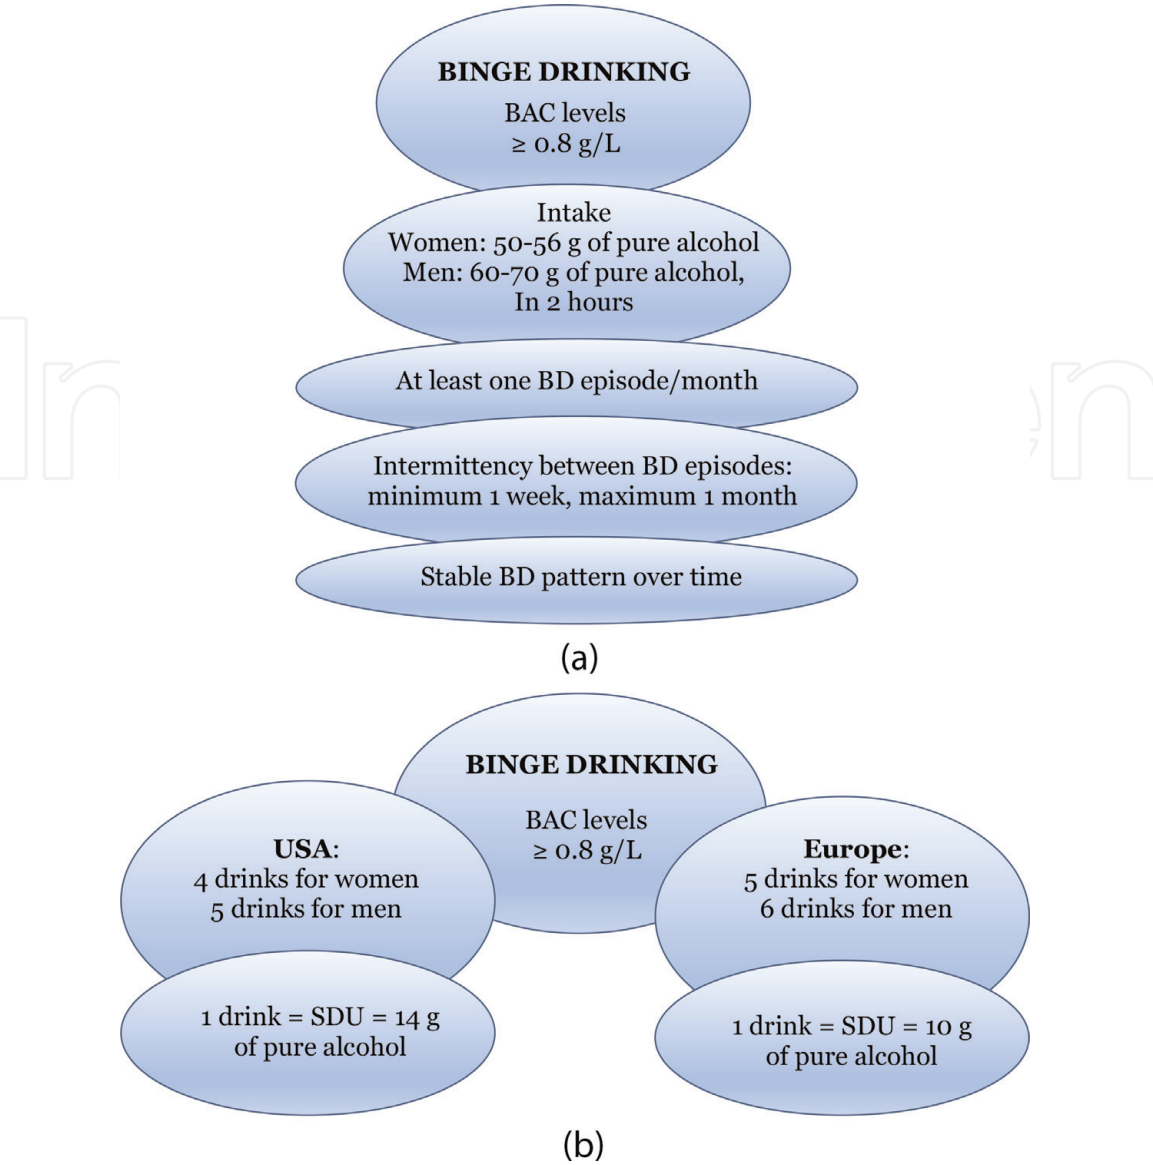 BINGE DRINKING
BAC levels
≥ 0.8 g/L
Intake
Women: 50-56 g of pure alcohol
Men: 60-70 g of pure alcohol,
In 2 hours
At least one BD episode/month
Intermittency between BD episodes:
minimum 1 week, maximum 1 month
Stable BD pattern over time
(a)
BINGE DRINKING
BAC levels
≥ 0.8 g/L
USA:
4 drinks for women
5 drinks for men
1 drink = SDU = 14 g
of pure alcohol
Europe:
5 drinks for women
6 drinks for men
1 drink = SDU = 10 g
of pure alcohol
(b)